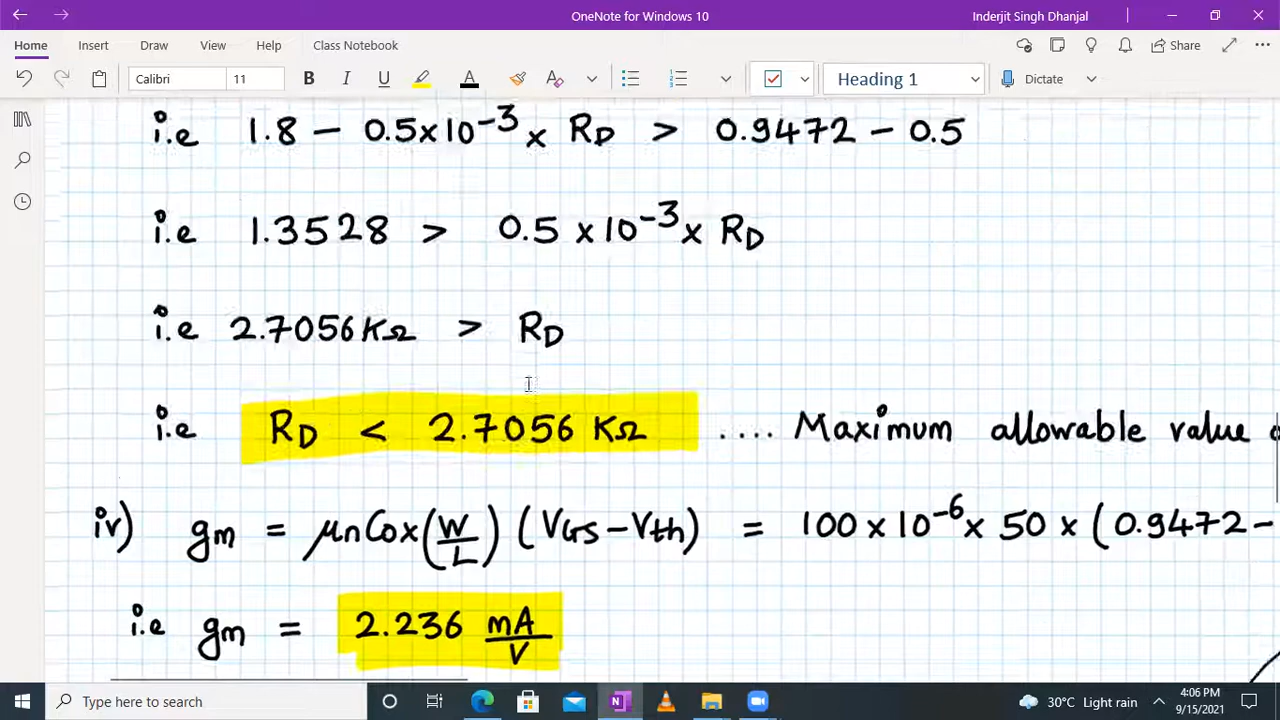 OneNote for Windows 10
Inderjit Singh Dhanjal
Home Insert Draw View Help Class Notebook
Share
Calibri 11 B I U A Heading 1 Dictate
i.e 1.8 − 0.5×10⁻³ × R_D > 0.9472 − 0.5
i.e 1.3528 > 0.5 ×10⁻³ × R_D
i.e 2.7056 KΩ > R_D
i.e R_D < 2.7056 KΩ .... Maximum allowable value
iv) gm = μnCox (W/L) (VGS − Vth) = 100 × 10⁻⁶ × 50 × (0.9472 −
i.e gm = 2.236 mA/V
Type here to search
30°C Light rain
4:06 PM
9/15/2021